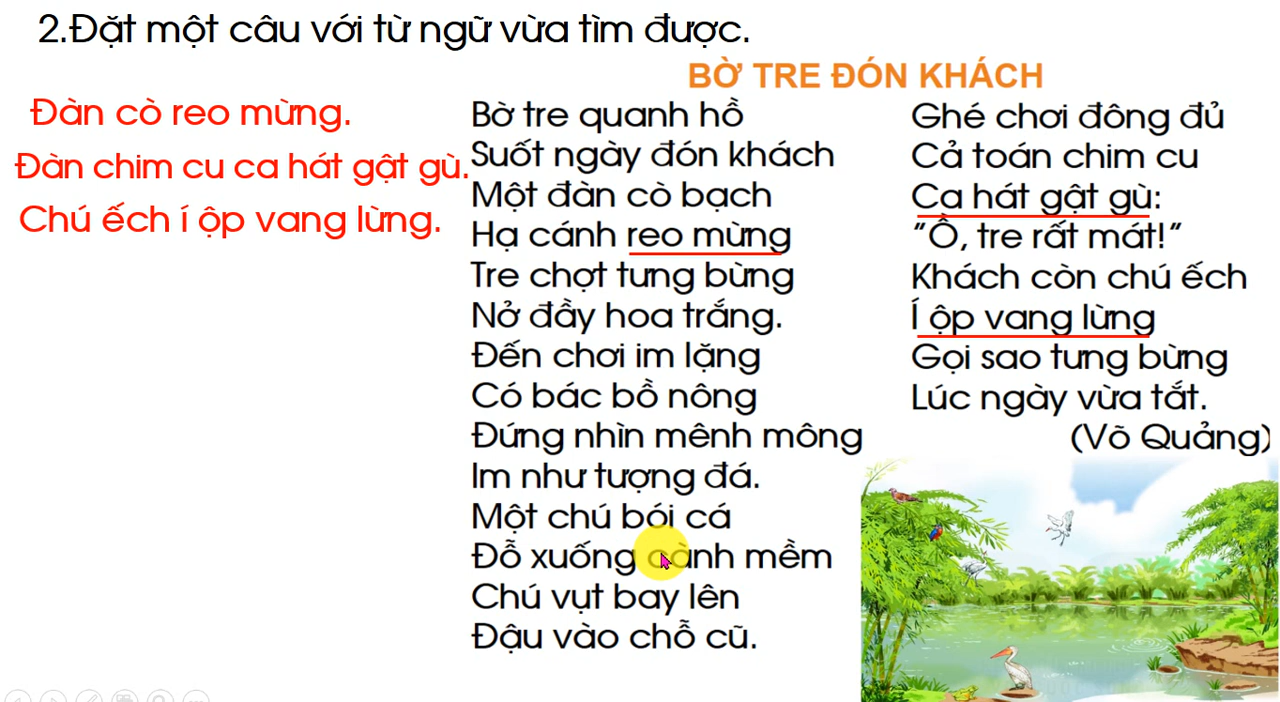 2.Đặt một câu với từ ngữ vừa tìm được.
Đàn cò reo mừng.
Đàn chim cu ca hát gật gù.
Chú ếch í ộp vang lừng.
BỜ TRE ĐÓN KHÁCH
Bờ tre quanh hồ
Suốt ngày đón khách
Một đàn cò bạch
Hạ cánh reo mừng
Tre chợt tưng bừng
Nở đầy hoa trắng.
Đến chơi im lặng
Có bác bồ nông
Đứng nhìn mênh mông
Im như tượng đá.
Một chú bói cá
Đỗ xuống cành mềm
Chú vụt bay lên
Đậu vào chỗ cũ.
Ghé chơi đông đủ
Cả toán chim cu
Ca hát gật gù:
"Ồ, tre rất mát!"
Khách còn chú ếch
Í ộp vang lừng
Gọi sao tưng bừng
Lúc ngày vừa tắt.
(Võ Quảng)